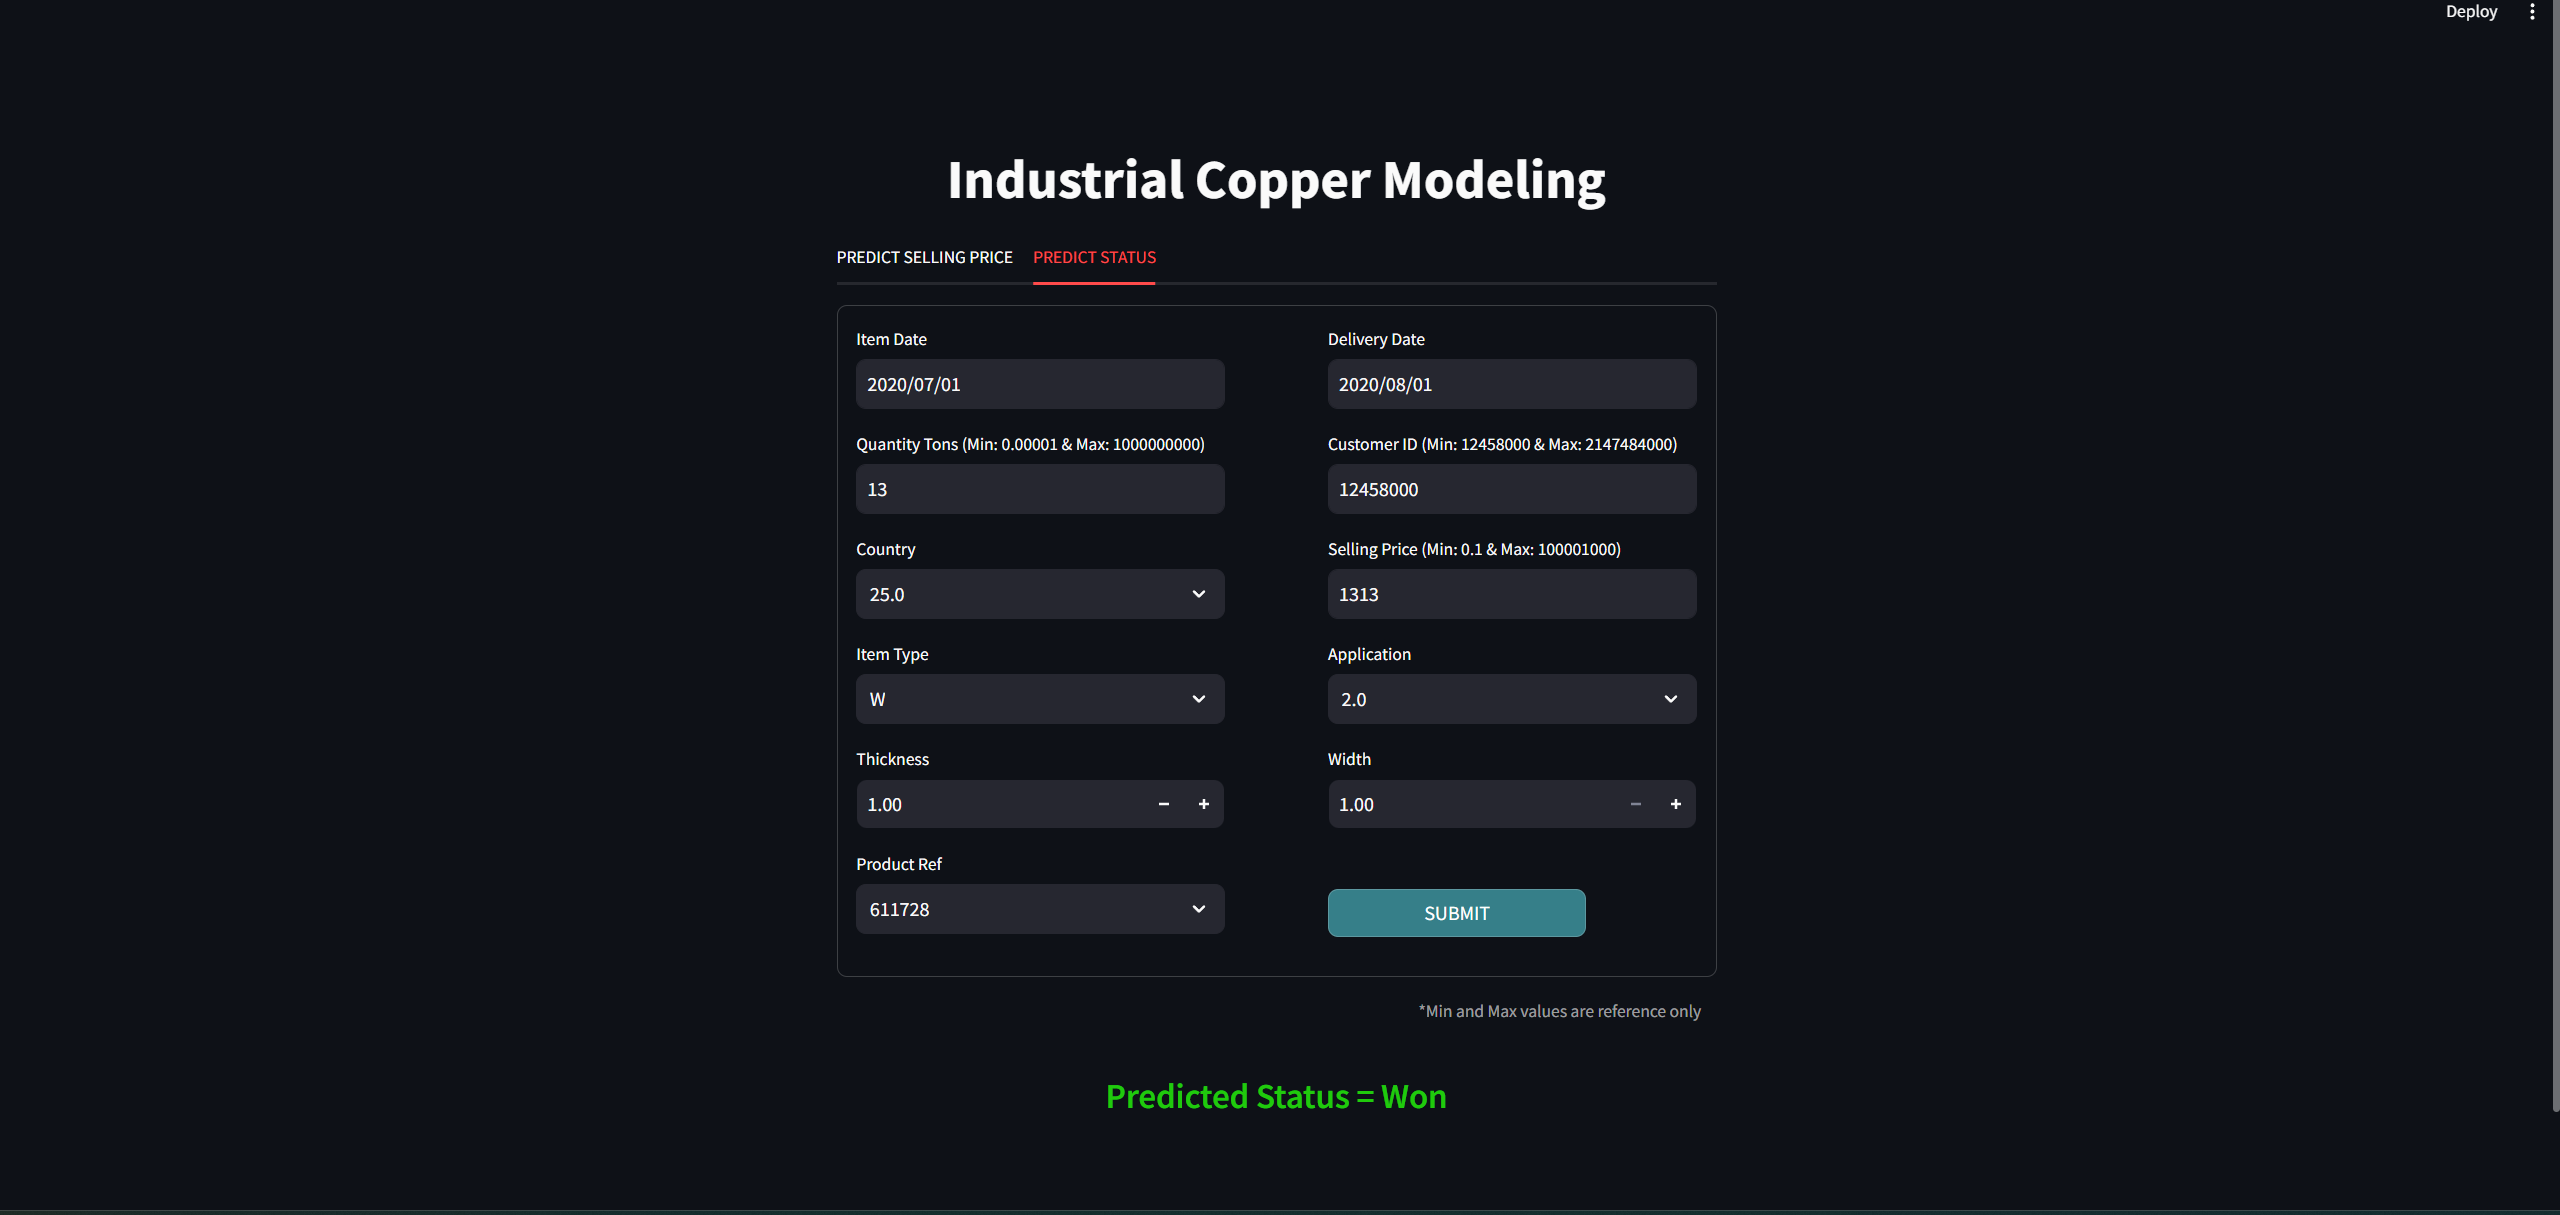 Deploy
Industrial Copper Modeling
PREDICT SELLING PRICE PREDICT STATUS
Item Date
2020/07/01
Delivery Date
2020/08/01
Quantity Tons (Min: 0.00001 & Max: 1000000000)
13
Customer ID (Min: 12458000 & Max: 2147484000)
12458000
Country
25.0
Selling Price (Min: 0.1 & Max: 100001000)
1313
Item Type
W
Application
2.0
Thickness
1.00
Width
1.00
Product Ref
611728
SUBMIT
*Min and Max values are reference only
Predicted Status = Won